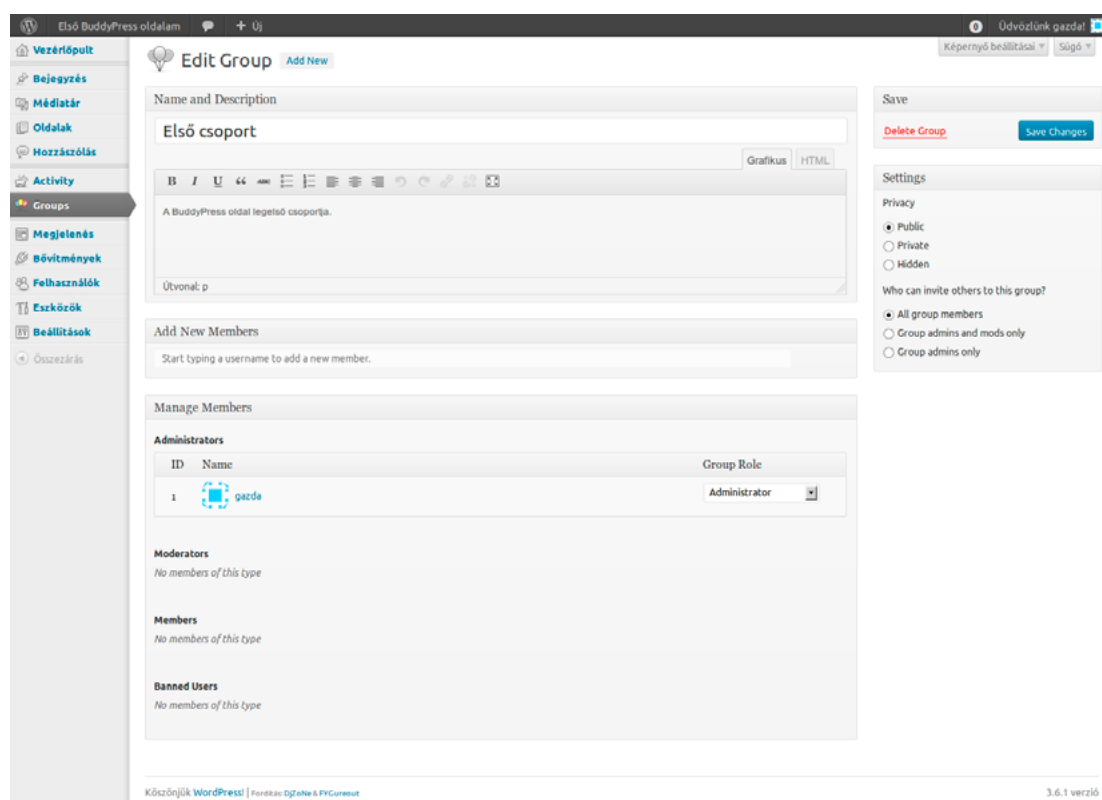 Első BuddyPress oldalam + Új 0 Üdvözlünk gazda!
Képernyő beállításai Súgó
Vezérlőpult
Bejegyzés
Médiatár
Oldalak
Hozzászólás
Activity
Groups
Megjelenés
Bővítmények
Felhasználók
Eszközök
Beállítások
Összezárás
Edit Group Add New
Name and Description
Első csoport
Grafikus HTML
B I U “ ABC
A BuddyPress oldal legelső csoportja.
Útvonal: p
Add New Members
Start typing a username to add a new member.
Manage Members
Administrators
ID Name Group Role
1 gazda Administrator
Moderators
No members of this type
Members
No members of this type
Banned Users
No members of this type
Save
Delete Group Save Changes
Settings
Privacy
Public
Private
Hidden
Who can invite others to this group?
All group members
Group admins and mods only
Group admins only
Köszönjük WordPress! | Fordítás: DjZoNe & FYGureout
3.6.1 verzió